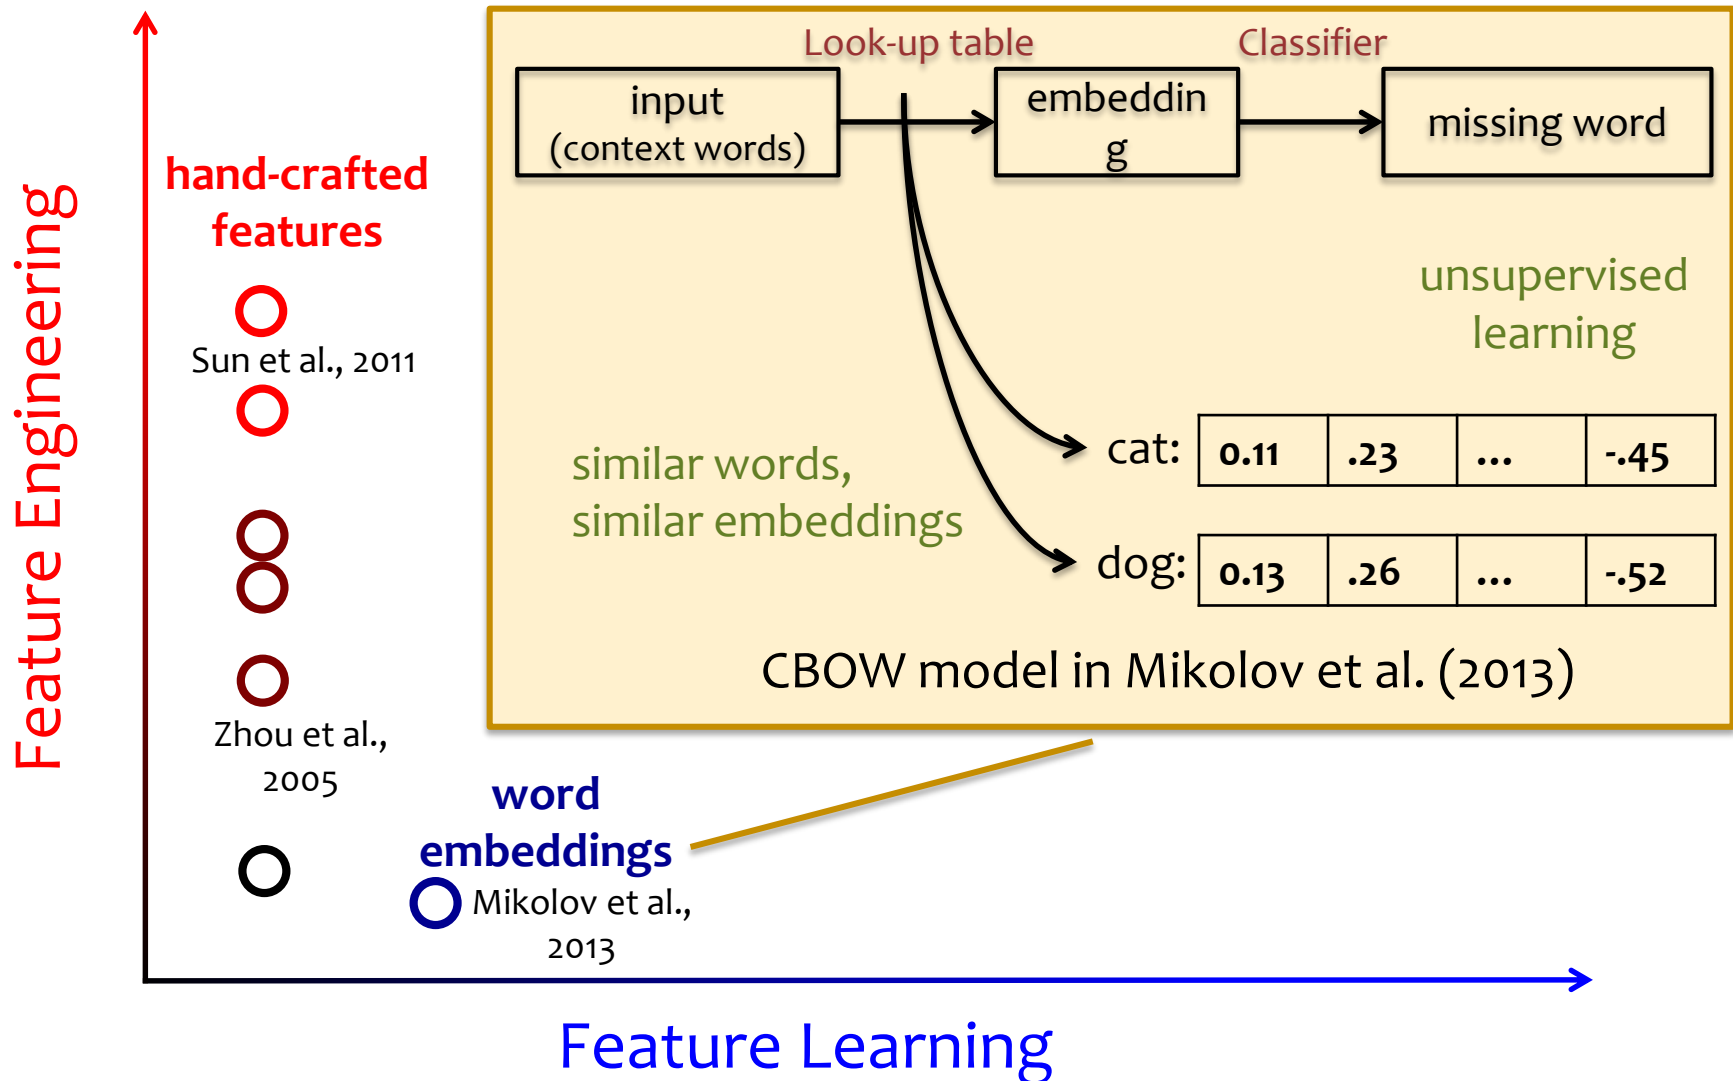 Feature Engineering
hand-crafted
features
Sun et al., 2011
Zhou et al.,
2005
word
embeddings
Mikolov et al.,
2013
Feature Learning
Look-up table
Classifier
input
(context words)
embeddin
g
missing word
unsupervised
learning
similar words,
similar embeddings
cat: 0.11 .23 ... -.45
dog: 0.13 .26 ... -.52
CBOW model in Mikolov et al. (2013)